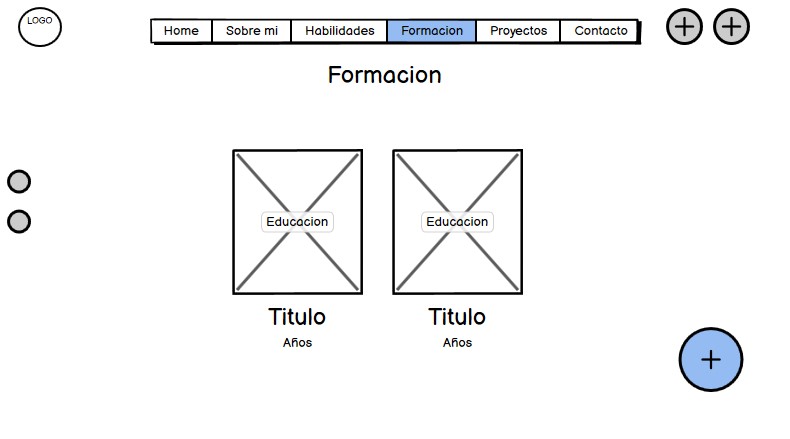 LOGO
Home Sobre mi Habilidades Formacion Proyectos Contacto
Formacion
Educacion Educacion
Titulo Titulo
Años Años